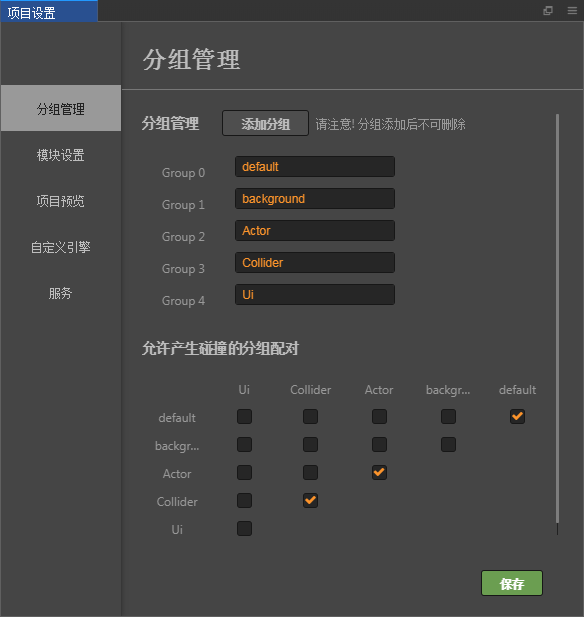 项目设置
分组管理
分组管理
模块设置
项目预览
自定义引擎
服务
分组管理 添加分组 请注意! 分组添加后不可删除
Group 0 default
Group 1 background
Group 2 Actor
Group 3 Collider
Group 4 Ui
允许产生碰撞的分组配对
Ui Collider Actor backgr... default
default
backgr...
Actor
Collider
Ui
保存